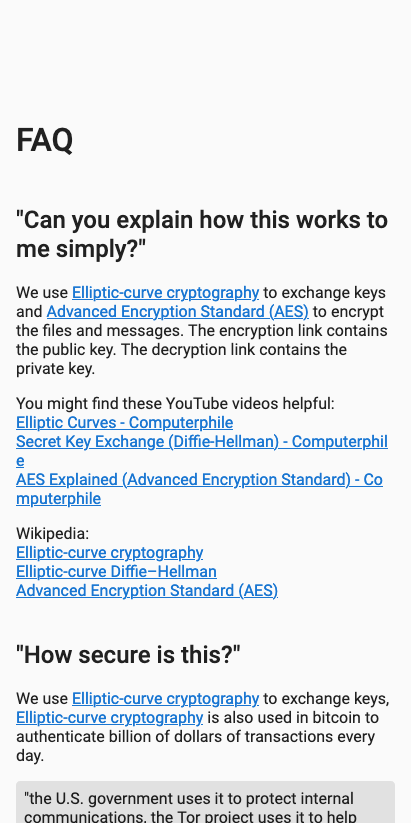 FAQ
"Can you explain how this works to
me simply?"
We use Elliptic-curve cryptography to exchange keys
and Advanced Encryption Standard (AES) to encrypt
the files and messages. The encryption link contains
the public key. The decryption link contains the
private key.
You might find these YouTube videos helpful:
Elliptic Curves - Computerphile
Secret Key Exchange (Diffie-Hellman) - Computerphil
e
AES Explained (Advanced Encryption Standard) - Co
mputerphile
Wikipedia:
Elliptic-curve cryptography
Elliptic-curve Diffie–Hellman
Advanced Encryption Standard (AES)
"How secure is this?"
We use Elliptic-curve cryptography to exchange keys,
Elliptic-curve cryptography is also used in bitcoin to
authenticate billion of dollars of transactions every
day.
"the U.S. government uses it to protect internal
communications, the Tor project uses it to help